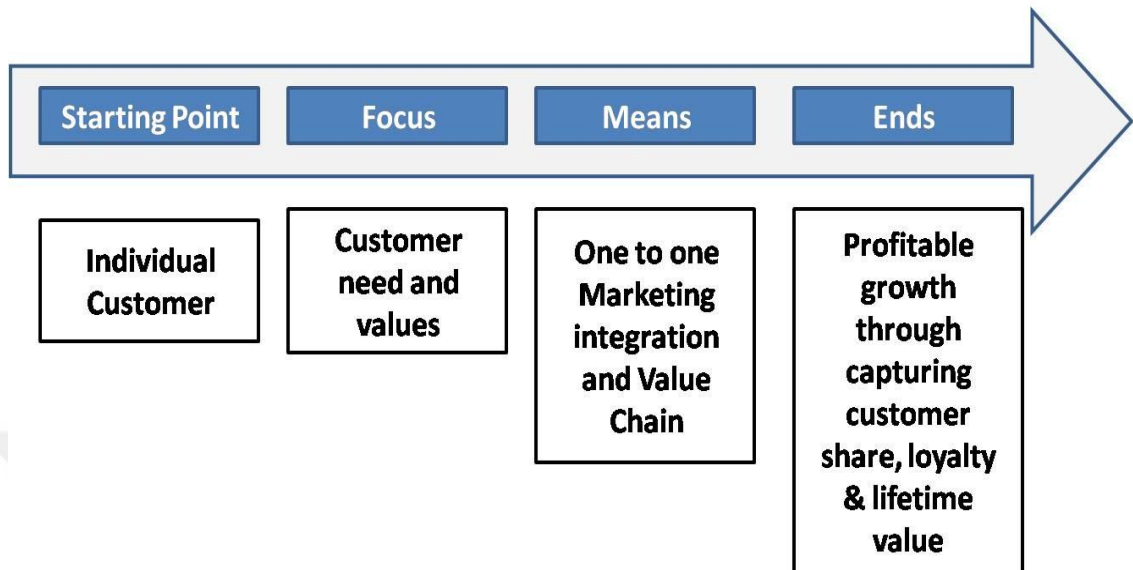 Starting Point
Focus
Means
Ends
Individual
Customer
Customer
need and
values
One to one
Marketing
integration
and Value
Chain
Profitable
growth
through
capturing
customer
share, loyalty
& lifetime
value